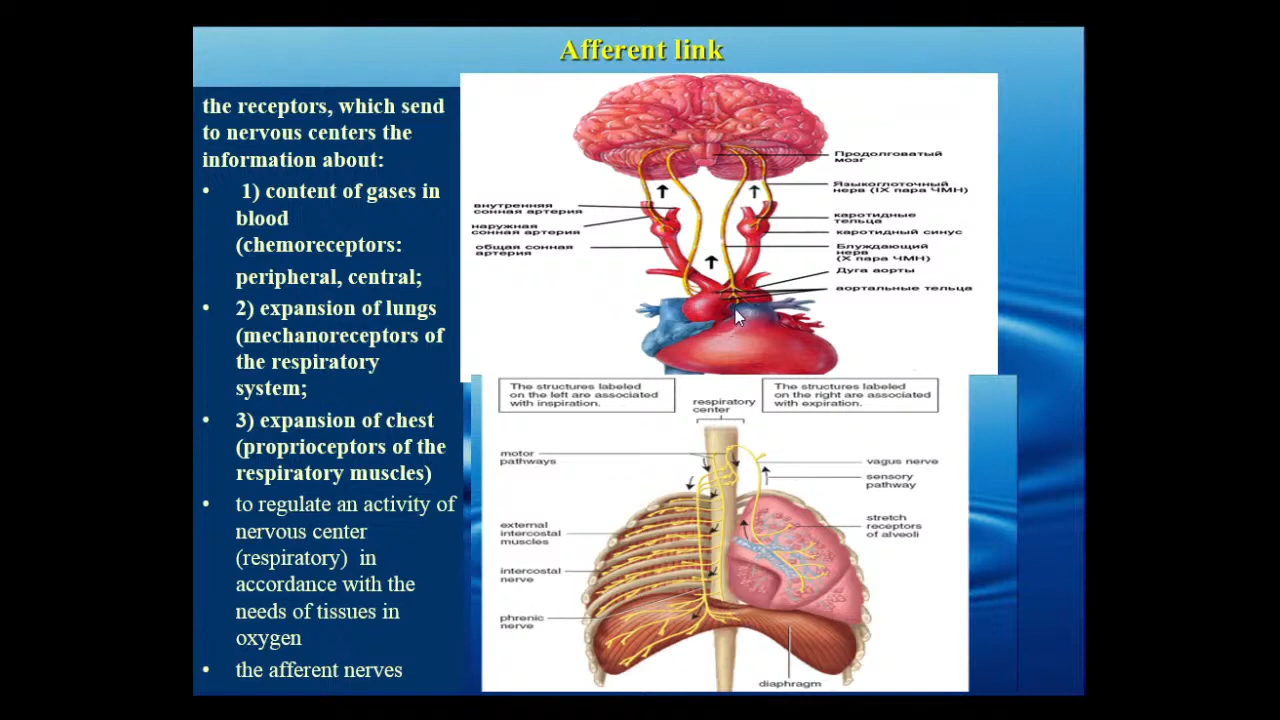 Afferent link
the receptors, which send
to nervous centers the
information about:
• 1) content of gases in
blood
(chemoreceptors:
peripheral, central;
• 2) expansion of lungs
(mechanoreceptors of
the respiratory
system;
• 3) expansion of chest
(proprioceptors of the
respiratory muscles)
• to regulate an activity of
nervous center
(respiratory) in
accordance with the
needs of tissues in
oxygen
• the afferent nerves
Продолговатый
мозг
Языкоглоточный
нерв (IX пара ЧМН)
внутренняя
сонная артерия
каротидные
тельца
наружная
сонная артерия
каротидный синус
общая сонная
артерия
Блуждающий
нерв
(X пара ЧМН)
Дуга аорты
аортальные тельца
The structures labeled
on the left are associated
with inspiration.
respiratory
center
The structures labeled
on the right are associated
with expiration.
motor
pathways
vagus nerve
sensory
pathway
external
intercostal
muscles
stretch
receptors
of alveoli
intercostal
nerve
phrenic
nerve
diaphragm